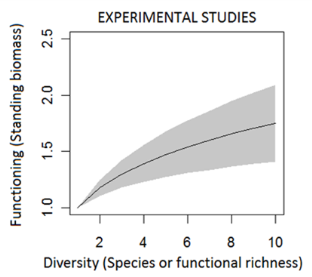 EXPERIMENTAL STUDIES
Functioning (Standing biomass)
2.5
2.0
1.5
1.0
2 4 6 8 10
Diversity (Species or functional richness)